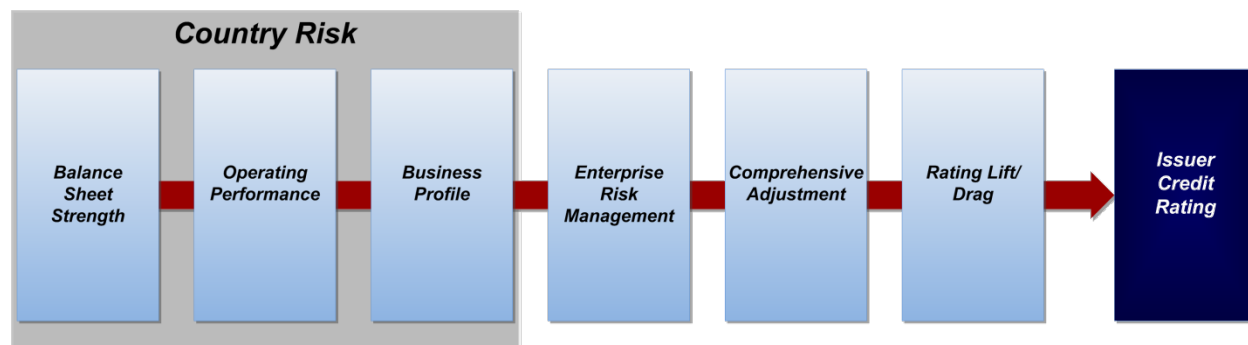 Country Risk
Balance
Sheet
Strength
Operating
Performance
Business
Profile
Enterprise
Risk
Management
Comprehensive
Adjustment
Rating Lift/
Drag
Issuer
Credit
Rating